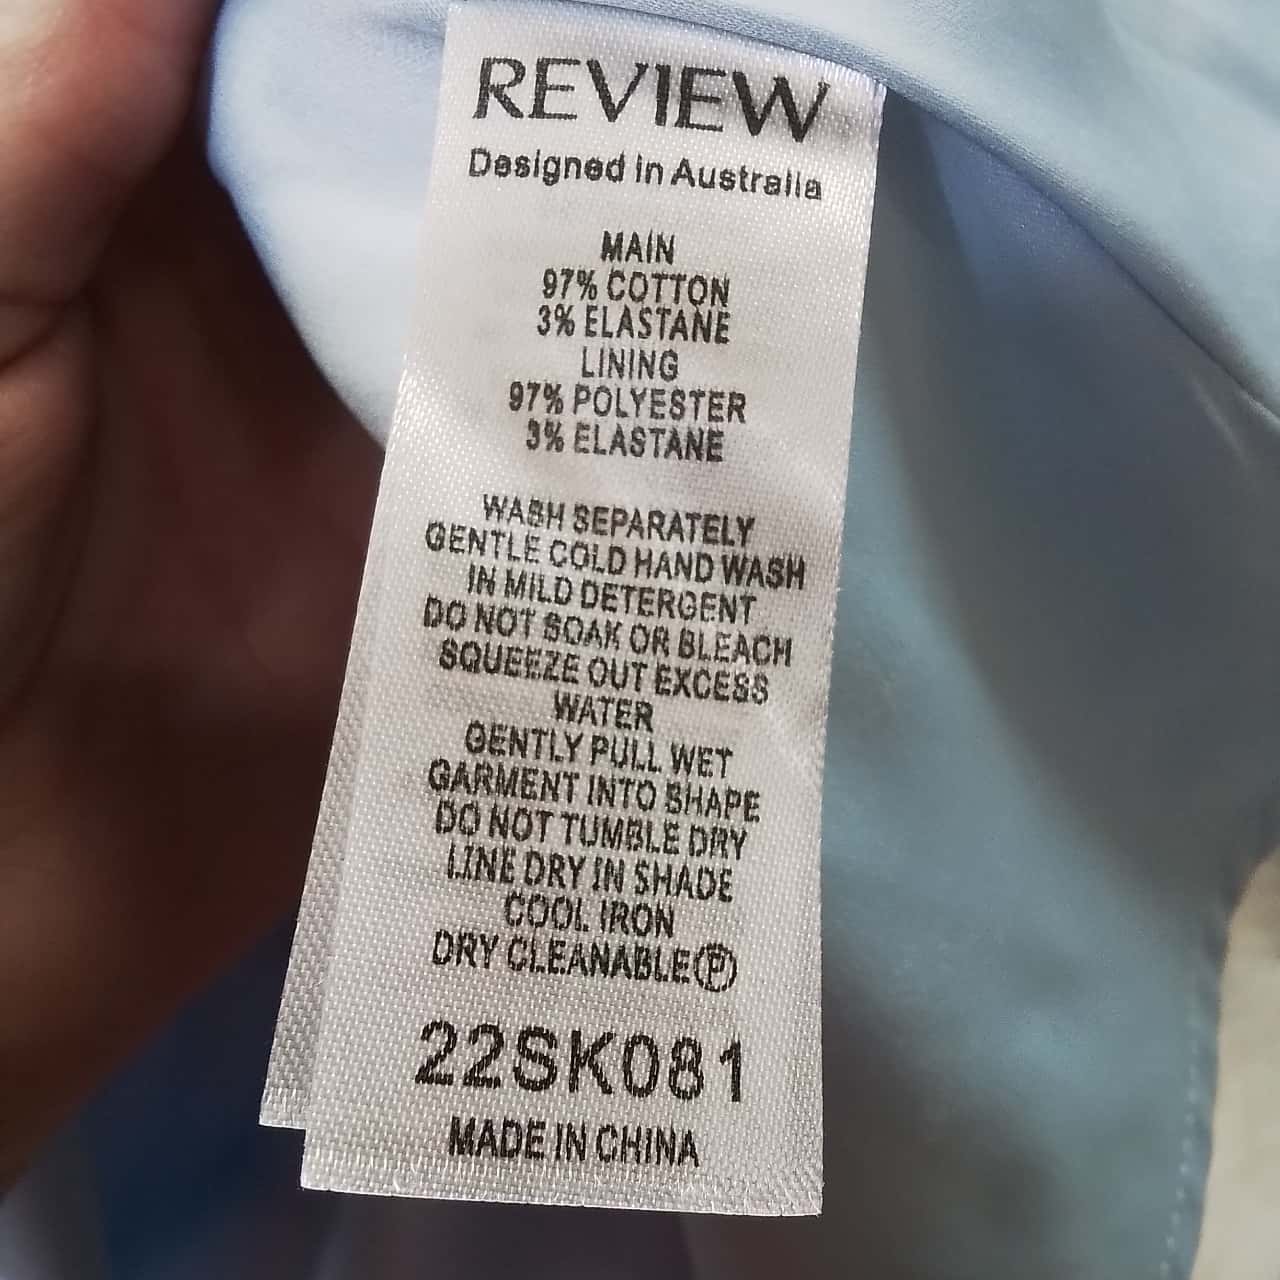 REVIEW
Designed in Australia
MAIN
97% COTTON
3% ELASTANE
LINING
97% POLYESTER
3% ELASTANE
WASH SEPARATELY
GENTLE COLD HAND WASH
IN MILD DETERGENT
DO NOT SOAK OR BLEACH
SQUEEZE OUT EXCESS
WATER
GENTLY PULL WET
GARMENT INTO SHAPE
DO NOT TUMBLE DRY
LINE DRY IN SHADE
COOL IRON
DRY CLEANABLE Ⓟ
22SK081
MADE IN CHINA